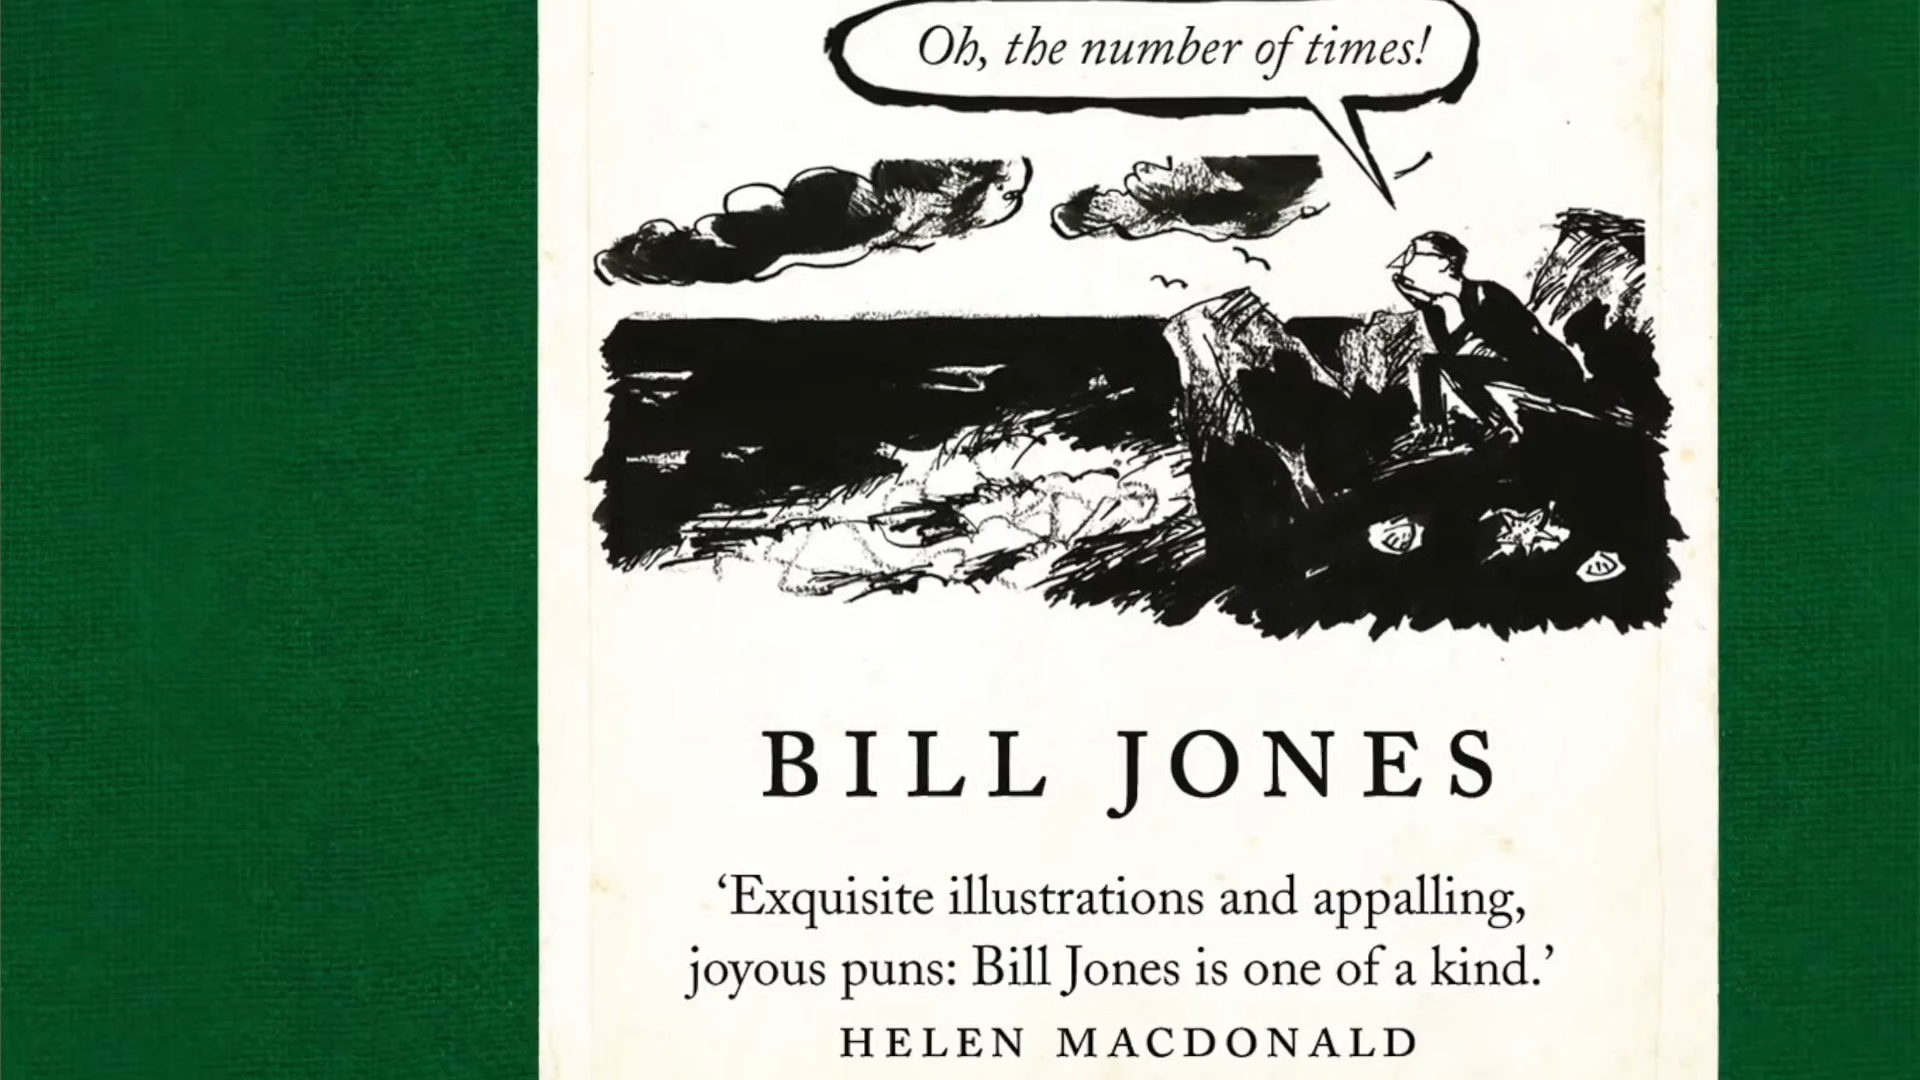 Oh, the number of times!
BILL JONES
‘Exquisite illustrations and appalling,
joyous puns: Bill Jones is one of a kind.’
HELEN MACDONALD